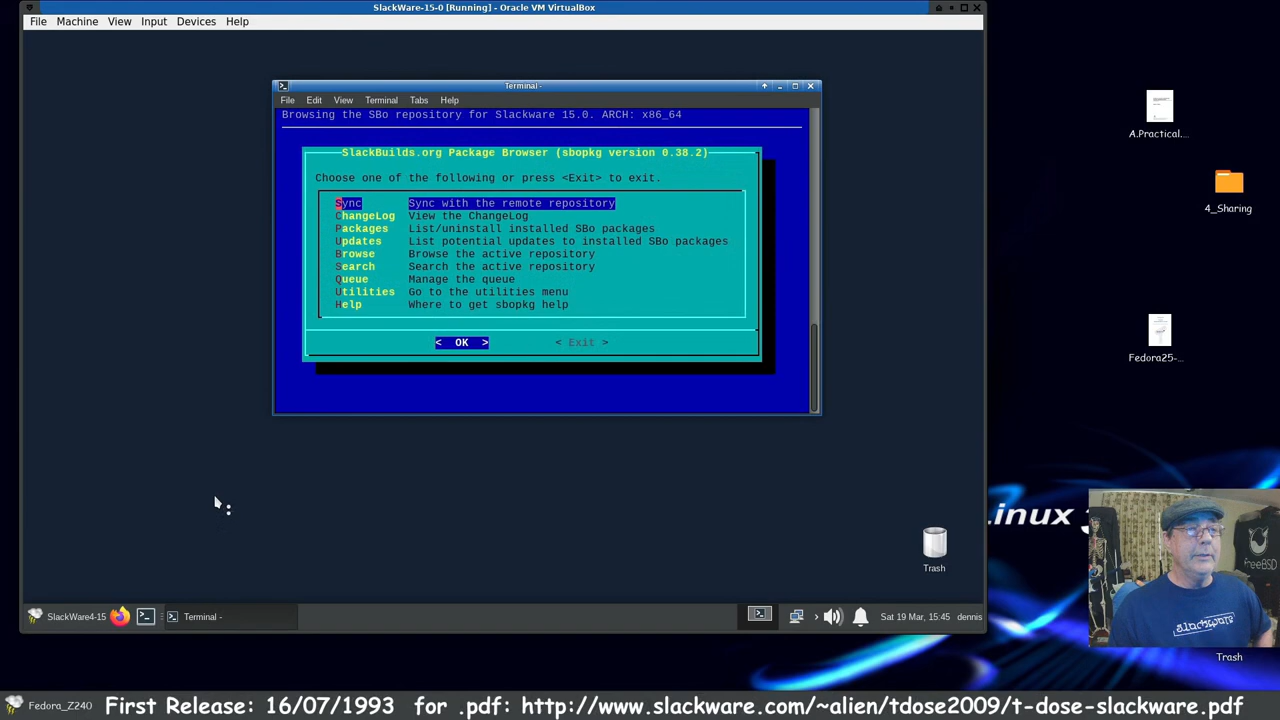 SlackWare-15-0 [Running] - Oracle VM VirtualBox
File Machine View Input Devices Help
Terminal -
File Edit View Terminal Tabs Help
Browsing the SBo repository for Slackware 15.0. ARCH: x86_64
SlackBuilds.org Package Browser (sbopkg version 0.38.2)
Choose one of the following or press <Exit> to exit.
Sync Sync with the remote repository
ChangeLog View the ChangeLog
Packages List/uninstall installed SBo packages
Updates List potential updates to installed SBo packages
Browse Browse the active repository
Search Search the active repository
Queue Manage the queue
Utilities Go to the utilities menu
Help Where to get sbopkg help
< OK > < Exit >
Trash
SlackWare4-15 Terminal - Sat 19 Mar, 15:45 dennis
A.Practical....
4_Sharing
Fedora25-...
Linux
freeBSD
slackware
Trash
Fedora_Z240 First Release: 16/07/1993 for .pdf: http://www.slackware.com/~alien/tdose2009/t-dose-slackware.pdf